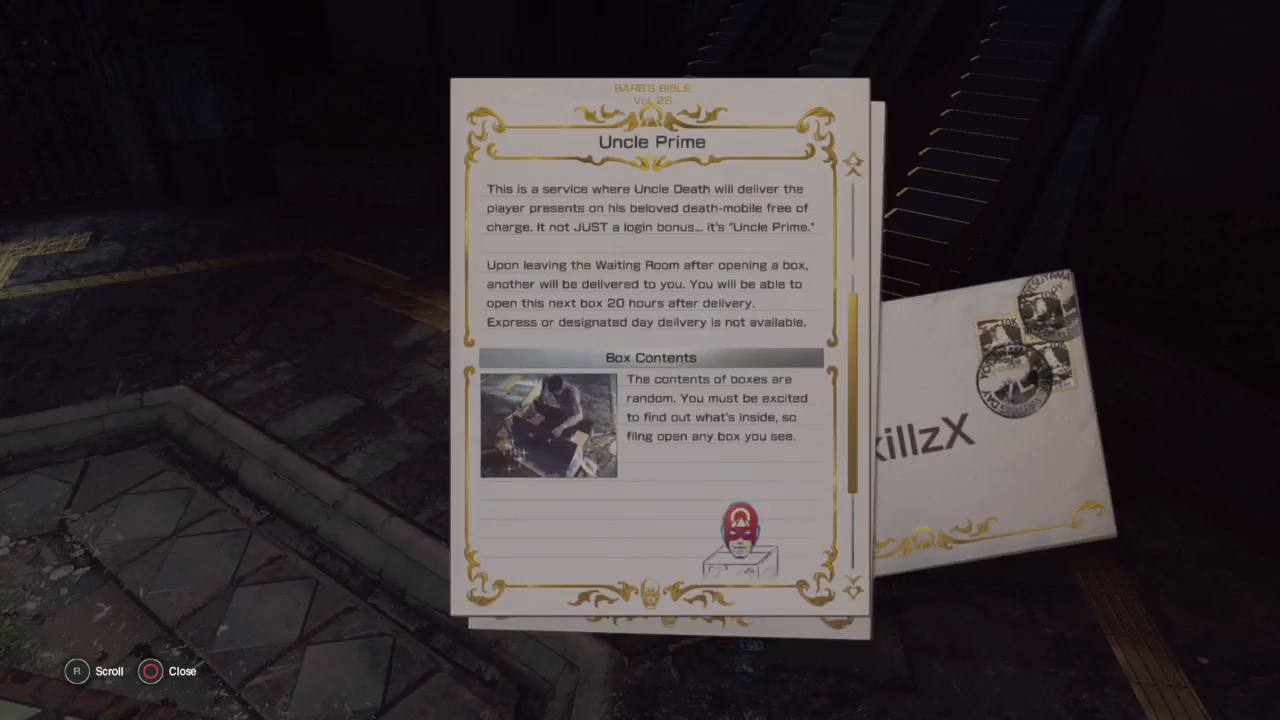 BARB'S BIBLE
Vol. 26
Uncle Prime
This is a service where Uncle Death will deliver the
player presents on his beloved death-mobile free of
charge. It not JUST a login bonus... it's "Uncle Prime."
Upon leaving the Waiting Room after opening a box,
another will be delivered to you. You will be able to
open this next box 20 hours after delivery.
Express or designated day delivery is not available.
Box Contents
The contents of boxes are
random. You must be excited
to find out what's inside, so
fling open any box you see.
killzX
R Scroll Close